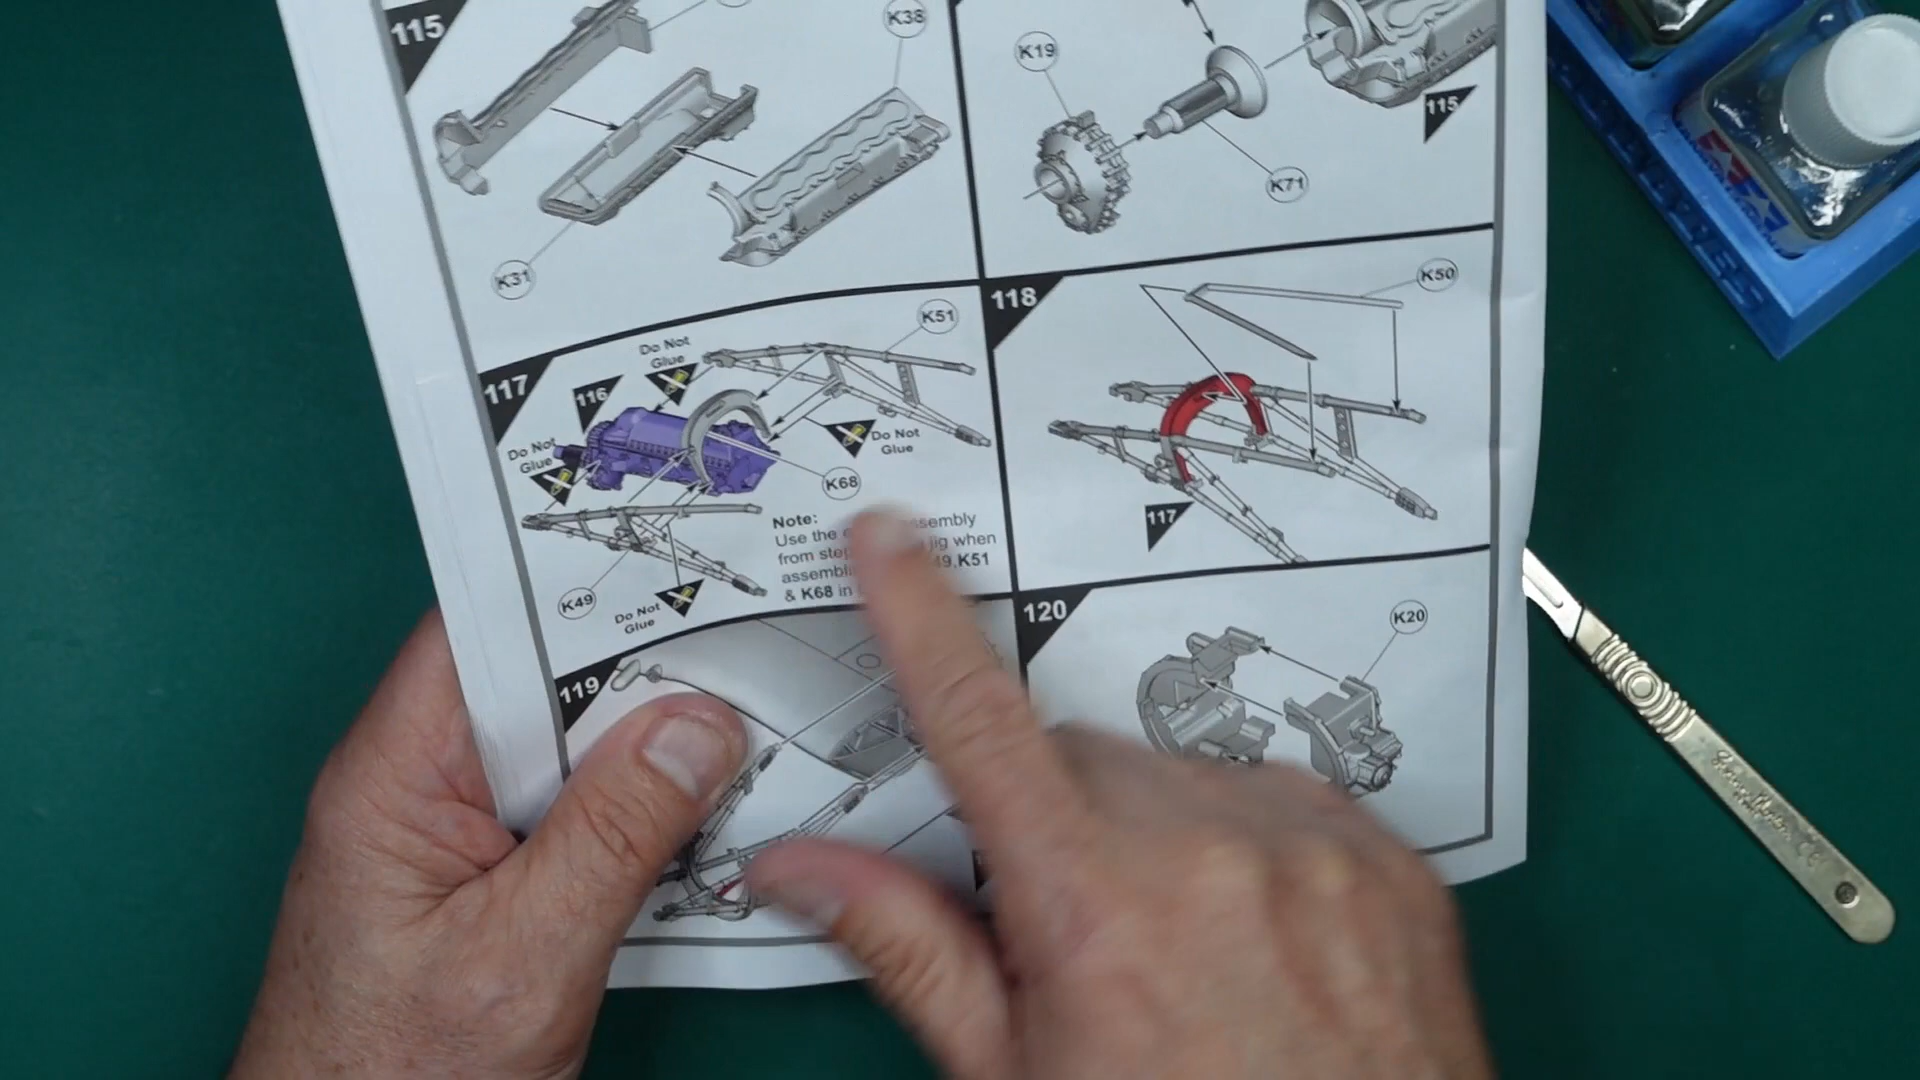 115
K38
K31
K19
K71
115
117
116
Do Not
Glue
K51
Do Not
Glue
Do Not
Glue
K68
K49
Do Not
Glue
Note:
Use the
from step jig when
K51
& K68 in
118
K50
117
119
120
K20